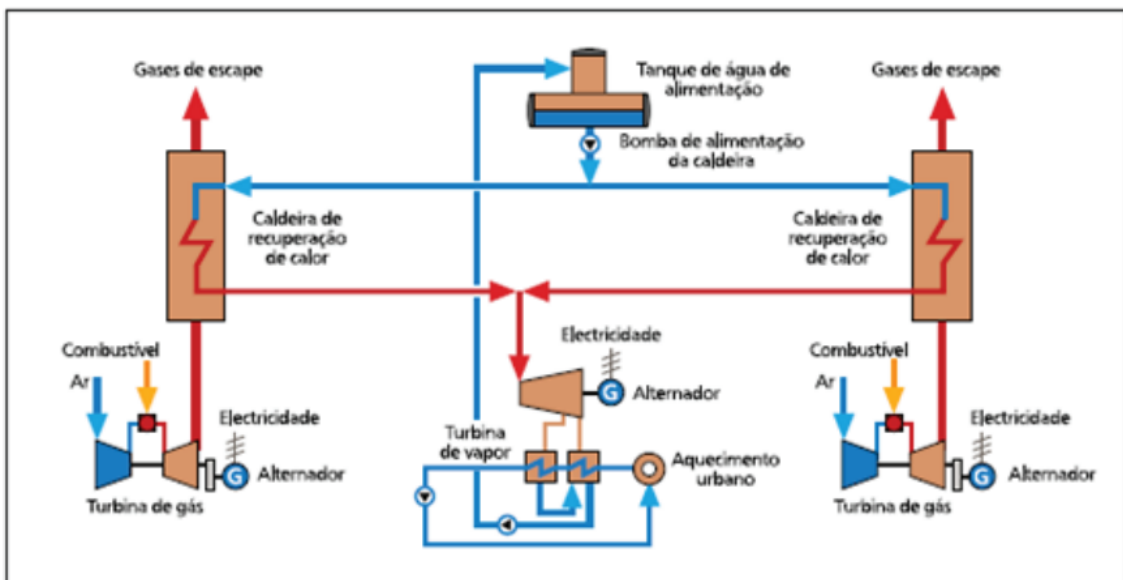 Gases de escape
Tanque de água de
alimentação
Gases de escape
Bomba de alimentação
da caldeira
Caldeira de
recuperação
de calor
Caldeira de
recuperação
de calor
Combustível
Ar
Electricidade
G
Alternador
Turbina de gás
Electricidade
G
Alternador
Turbina
de vapor
Aquecimento
urbano
Combustível
Ar
Electricidade
G
Alternador
Turbina de gás